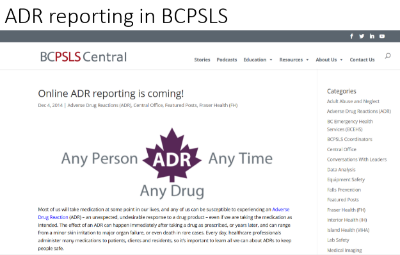 ADR reporting in BCPSLS
BCPSLS Central
Stories Podcasts Education Resources About Us Contact Us
Online ADR reporting is coming!
Dec 4, 2014 | Adverse Drug Reactions (ADR), Central Office, Featured Posts, Fraser Health (FH)
Any Person ADR Any Time
Any Drug
Most of us will take medication at some point in our lives, and any of us can be susceptible to experiencing an Adverse
Drug Reaction (ADR) – an unexpected, undesirable response to a drug product – even if we are taking the medication as
intended. The effect of an ADR can happen immediately after taking a drug as prescribed, or years later, and can range
from a minor skin irritation to major organ failure, or even death in rare cases. Every day, healthcare professionals
administer many medications to patients, clients and residents, so it's important to learn all we can about ADRs to keep
people safe.
Categories
Adult Abuse and Neglect
Adverse Drug Reactions (ADR)
BC Emergency Health
Services (BCEHS)
BCPSLS Coordinators
Central Office
Conversations With Leaders
Data Analysis
Equipment Safety
Falls Prevention
Featured Posts
Fraser Health (FH)
Interior Health (IH)
Island Health (VIHA)
Lab Safety
Medical Imaging